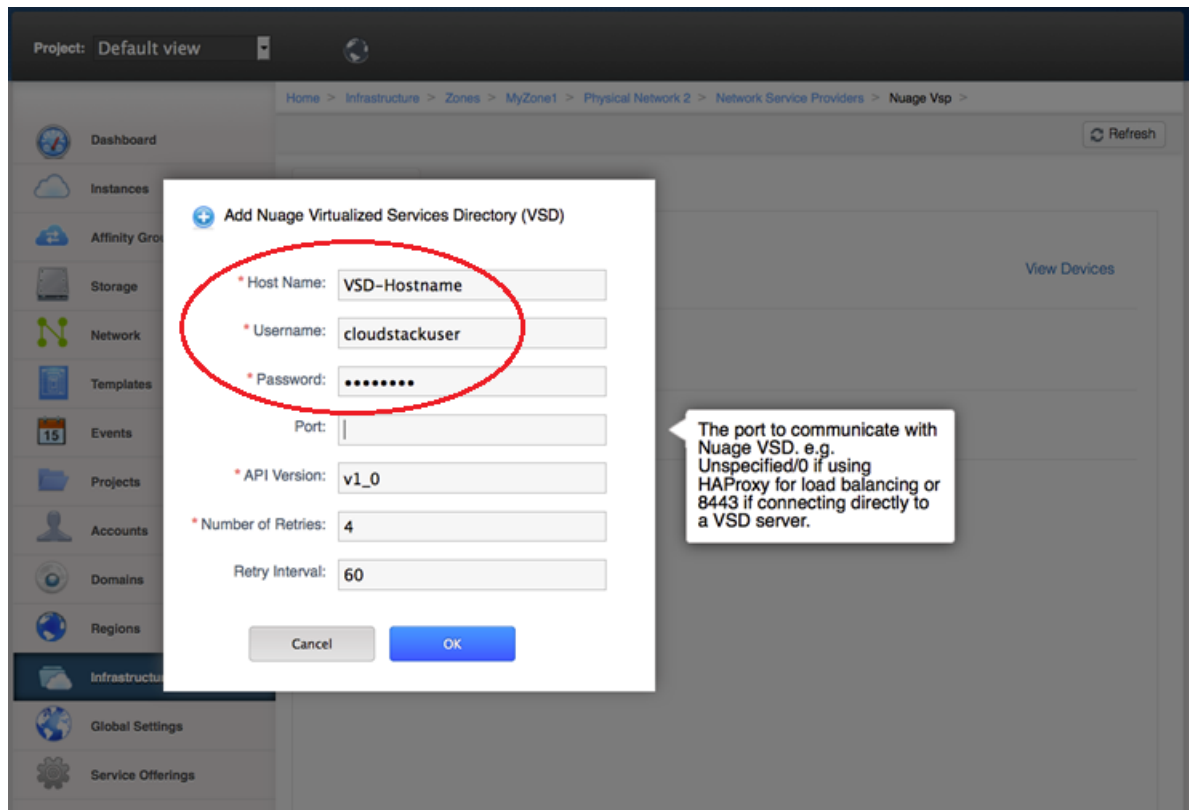 Project: Default view
Home > Infrastructure > Zones > MyZone1 > Physical Network 2 > Network Service Providers > Nuage Vsp >
Refresh
Dashboard
Instances
Affinity Gro
Storage
Network
Templates
15 Events
Projects
Accounts
Domains
Regions
Infrastructu
Global Settings
Service Offerings
View Devices
Add Nuage Virtualized Services Directory (VSD)
* Host Name: VSD-Hostname
* Username: cloudstackuser
* Password: ••••••••
Port:
* API Version: v1_0
* Number of Retries: 4
Retry Interval: 60
Cancel OK
The port to communicate with
Nuage VSD. e.g.
Unspecified/0 if using
HAProxy for load balancing or
8443 if connecting directly to
a VSD server.